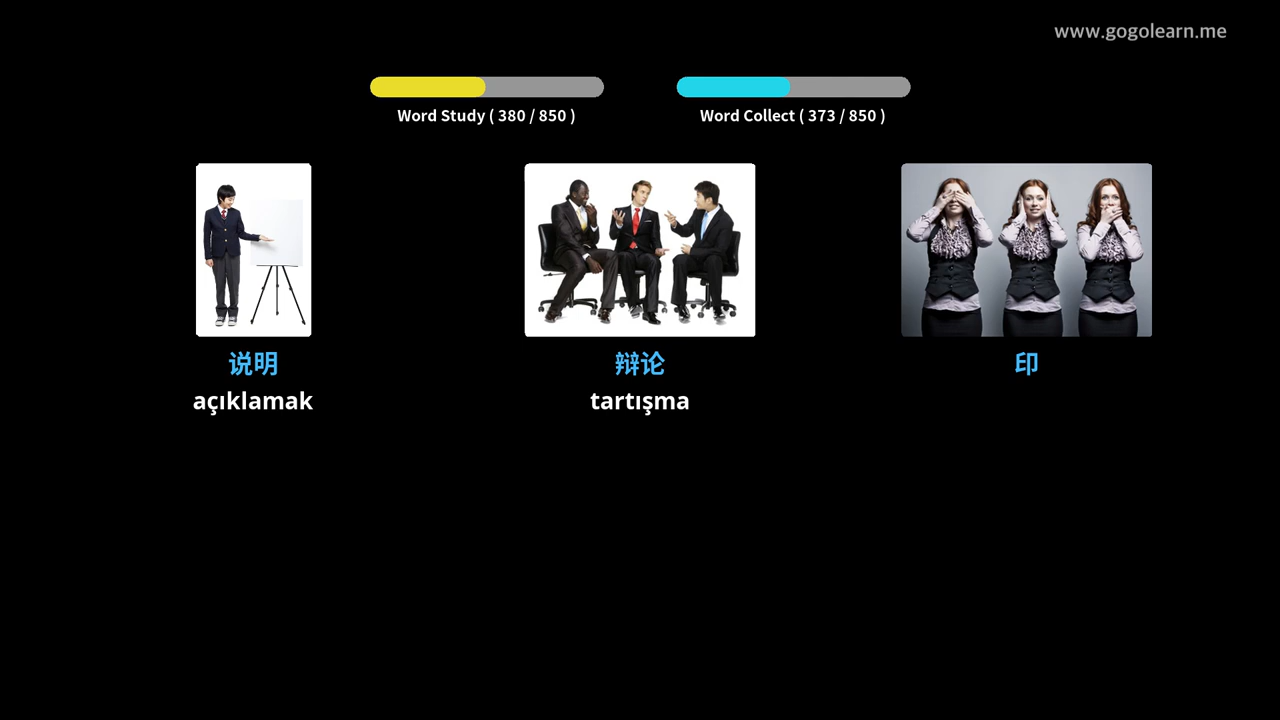 www.gogolearn.me
Word Study ( 380 / 850 )
Word Collect ( 373 / 850 )
说明
辩论
印
açıklamak
tartışma